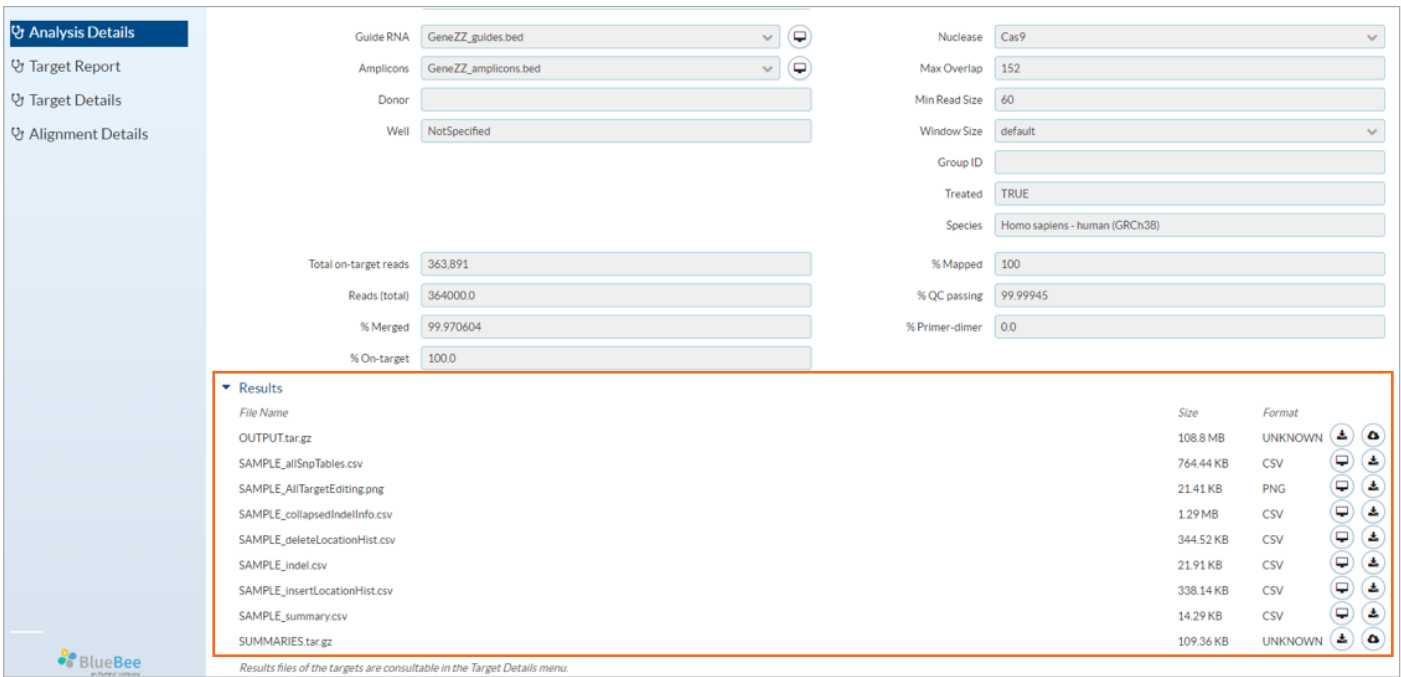 Analysis Details
Target Report
Target Details
Alignment Details
Guide RNA GeneZZ_guides.bed
Amplicons GeneZZ_amplicons.bed
Donor
Well NotSpecified
Nuclease Cas9
Max Overlap 152
Min Read Size 60
Window Size default
Group ID
Treated TRUE
Species Homo sapiens - human (GRCh38)
Total on-target reads 363,891
Reads (total) 364000.0
% Merged 99.970604
% On-target 100.0
% Mapped 100
% QC passing 99.99945
% Primer-dimer 0.0
Results
File Name Size Format
OUTPUT.tar.gz 108.8 MB UNKNOWN
SAMPLE_allSnpTables.csv 764.44 KB CSV
SAMPLE_AllTargetEditing.png 21.41 KB PNG
SAMPLE_collapsedIndelInfo.csv 1.29 MB CSV
SAMPLE_deleteLocationHist.csv 344.52 KB CSV
SAMPLE_indel.csv 21.91 KB CSV
SAMPLE_insertLocationHist.csv 338.14 KB CSV
SAMPLE_summary.csv 14.29 KB CSV
SUMMARIES.tar.gz 109.36 KB UNKNOWN
Results files of the targets are consultable in the Target Details menu.
BlueBee
an Illumina company